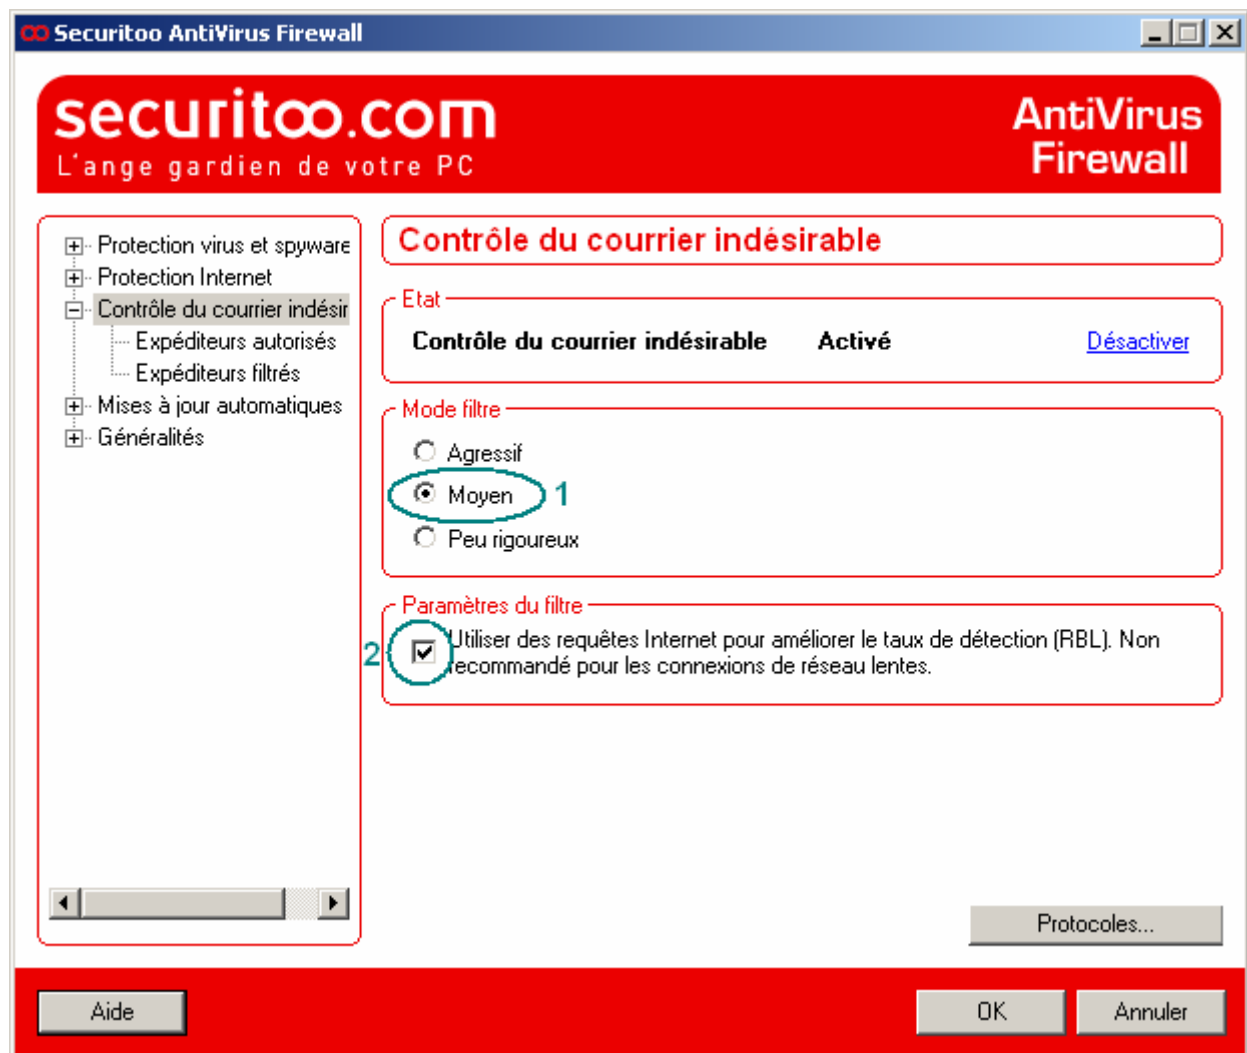 Securitoo AntiVirus Firewall
securitoo.com
L'ange gardien de votre PC
AntiVirus
Firewall
Protection virus et spyware
Protection Internet
Contrôle du courrier indésir
Expéditeurs autorisés
Expéditeurs filtrés
Mises à jour automatiques
Généralités
Contrôle du courrier indésirable
Etat
Contrôle du courrier indésirable Activé Désactiver
Mode filtre
Agressif
Moyen 1
Peu rigoureux
Paramètres du filtre
2 Utiliser des requêtes Internet pour améliorer le taux de détection (RBL). Non
recommandé pour les connexions de réseau lentes.
Protocoles...
Aide OK Annuler